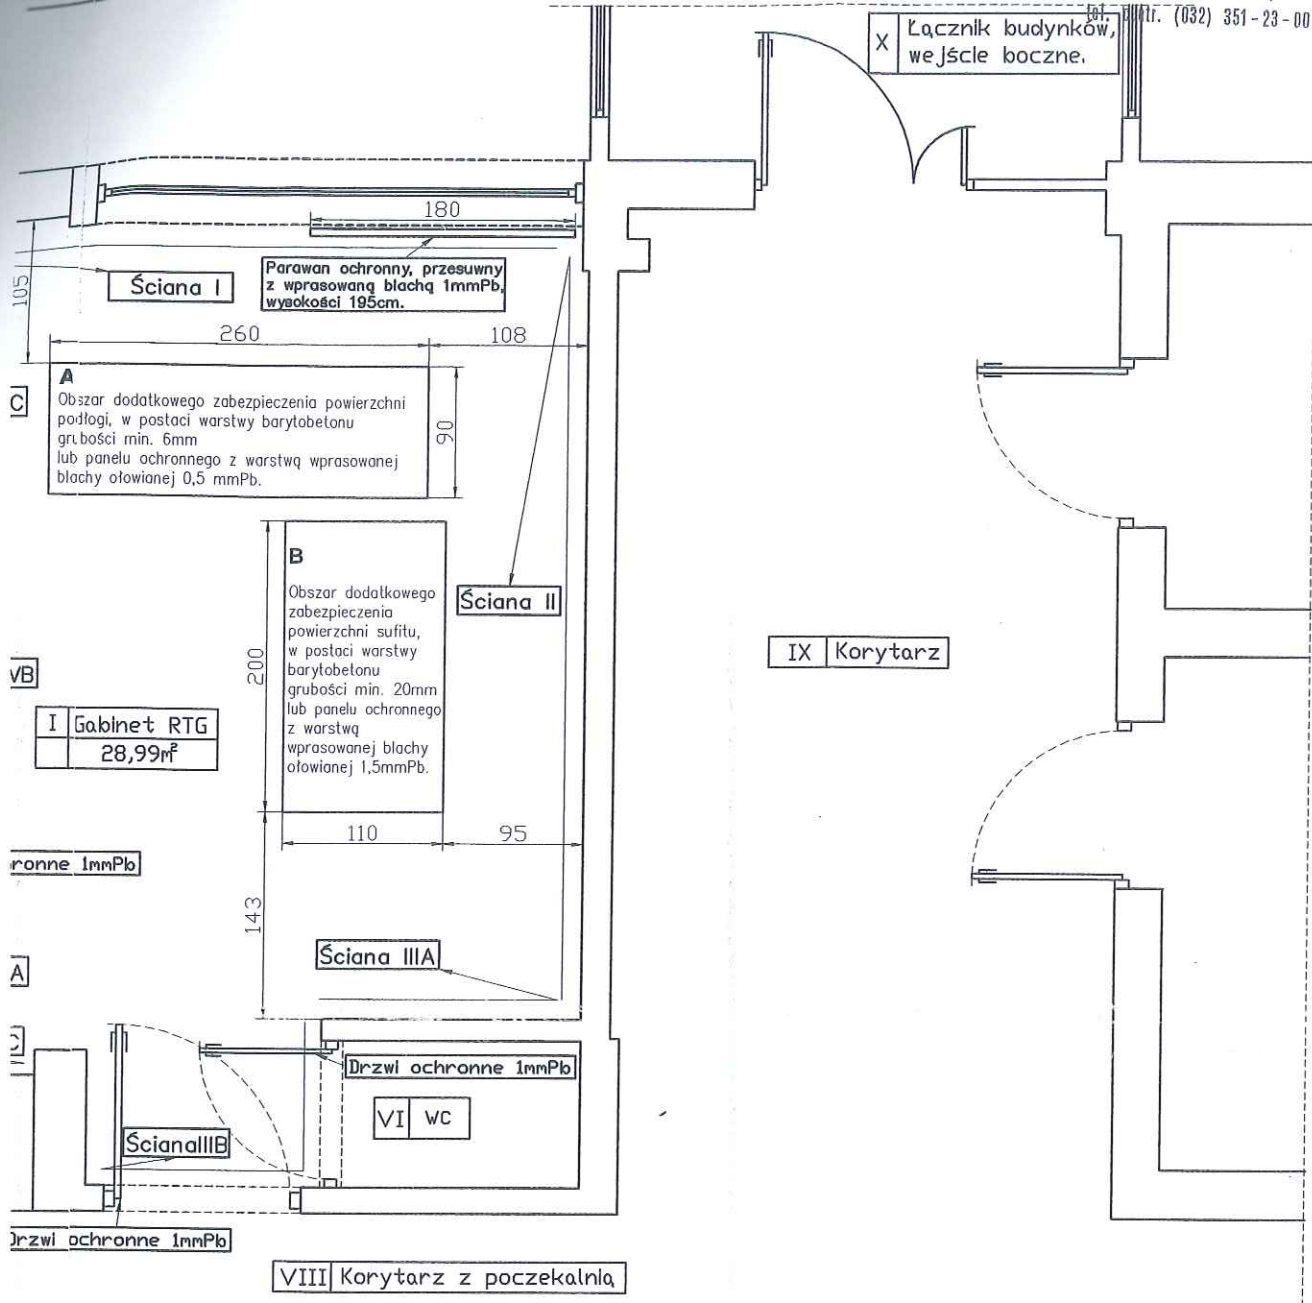 (032) 351-23-00
X Łącznik budynków,
wejście boczne.
180
Parawan ochronny, przesuwny
z wprasowaną blachą 1mmPb,
wysokości 195cm.
Ściana I
105
260
108
A
Obszar dodatkowego zabezpieczenia powierzchni
podłogi, w postaci warstwy barytobetonu
grubości min. 6mm
lub panelu ochronnego z warstwą wprasowanej
blachy ołowianej 0,5 mmPb.
90
C
B
Obszar dodatkowego
zabezpieczenia
powierzchni sufitu,
w postaci warstwy
barytobetonu
grubości min. 20mm
lub panelu ochronnego
z warstwą
wprasowanej blachy
ołowianej 1,5mmPb.
200
Ściana II
IX Korytarz
VB
I Gabinet RTG
28,99m²
110
95
ronne 1mmPb
143
Ściana IIIA
A
C
Drzwi ochronne 1mmPb
VI WC
ŚcianaIIIB
Drzwi ochronne 1mmPb
VIII Korytarz z poczekalnią